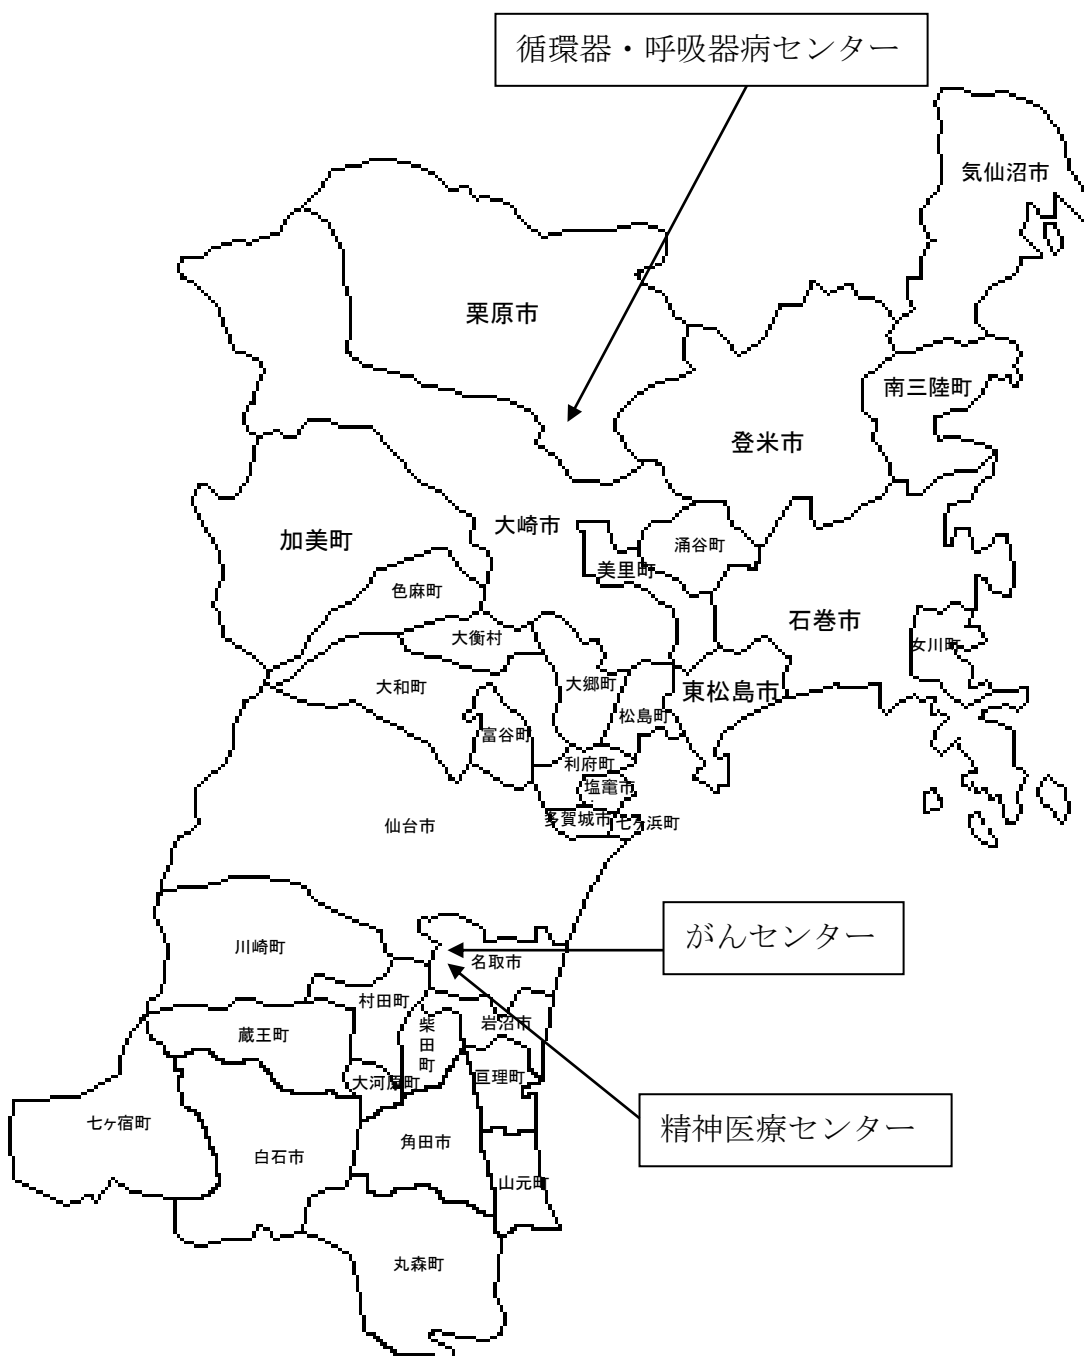 循環器・呼吸器病センター
気仙沼市
栗原市
南三陸町
登米市
大崎市
加美町
涌谷町
美里町
色麻町
石巻市
大衡村
女川町
大和町
大郷町
東松島市
松島町
富谷町
利府町
塩竈市
多賀城市
七ヶ浜町
仙台市
がんセンター
川崎町
名取市
村田町
岩沼市
柴田町
蔵王町
大河原町
亘理町
七ヶ宿町
精神医療センター
角田市
白石市
山元町
丸森町